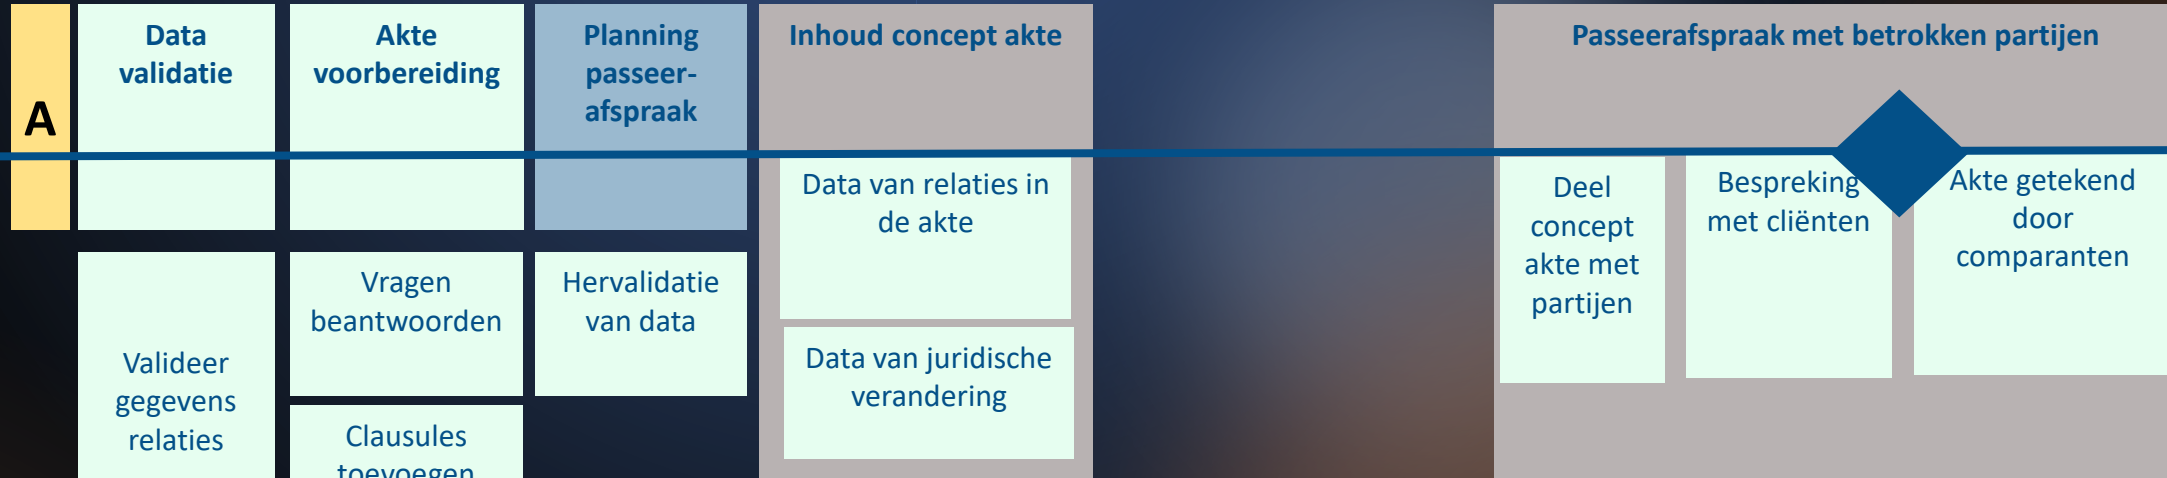 A
Data
validatie
Akte
voorbereiding
Planning
passeer-
afspraak
Inhoud concept akte
Passeerafspraak met betrokken partijen
Valideer
gegevens
relaties
Vragen
beantwoorden
Clausules
toevoegen
Hervalidatie
van data
Data van relaties in
de akte
Data van juridische
verandering
Deel
concept
akte met
partijen
Bespreking
met cliënten
Akte getekend
door
comparanten